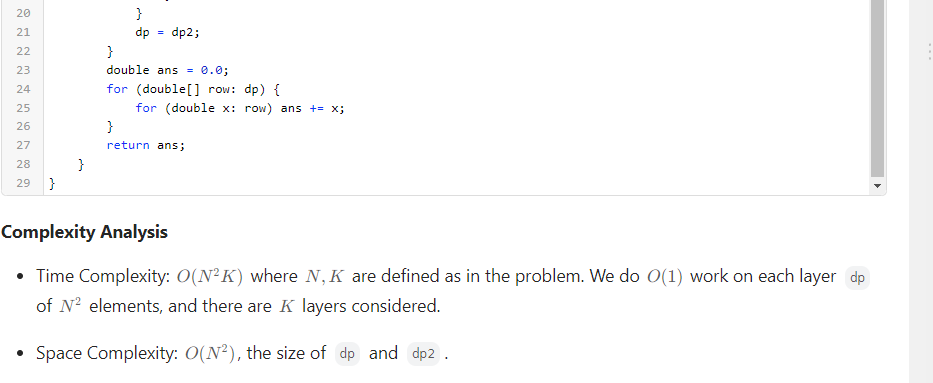 20 }
21 dp = dp2;
22 }
23 double ans = 0.0;
24 for (double[] row: dp) {
25 for (double x: row) ans += x;
26 }
27 return ans;
28 }
29 }
Complexity Analysis
• Time Complexity: O(N²K) where N, K are defined as in the problem. We do O(1) work on each layer dp
of N² elements, and there are K layers considered.
• Space Complexity: O(N²), the size of dp and dp2 .